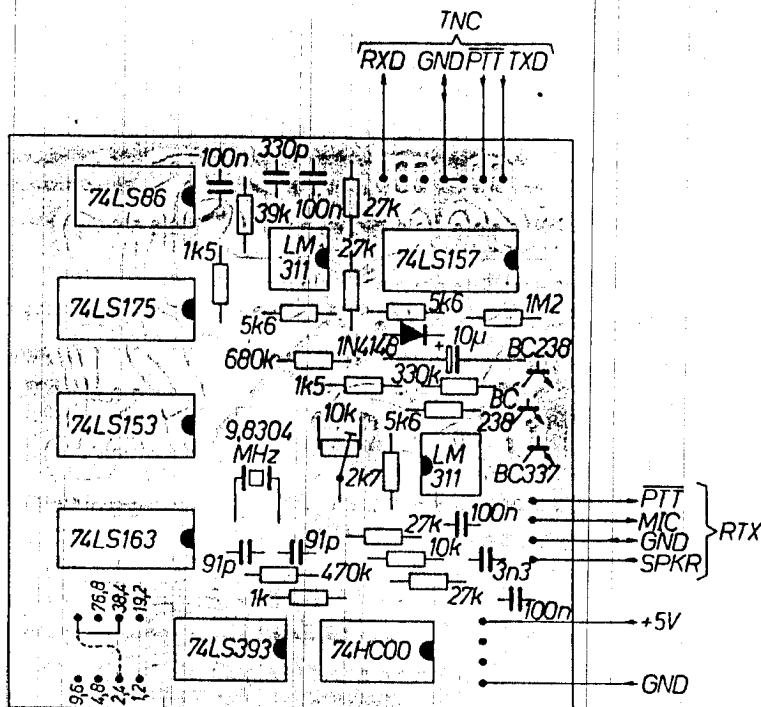 TNC
RXD GND PTT TXD
100n
330p
74LS86
39k
100n
27k
1k5
LM
311
27k
74LS157
74LS175
5k6
5k6
1M2
1N4148
+
10μ
BC238
680k
1k5
330k
10k
5k6
BC
238
74LS153
9,8304
MHz
2k7
LM
311
BC337
PTT
MIC
GND
SPKR
RTX
74LS163
27k
100n
91p
91p
10k
470k
3n3
1k
27k
100n
76,8
38,4
19,2
74LS393
74HC00
+5V
GND
9,6
4,8
2,4
1,2